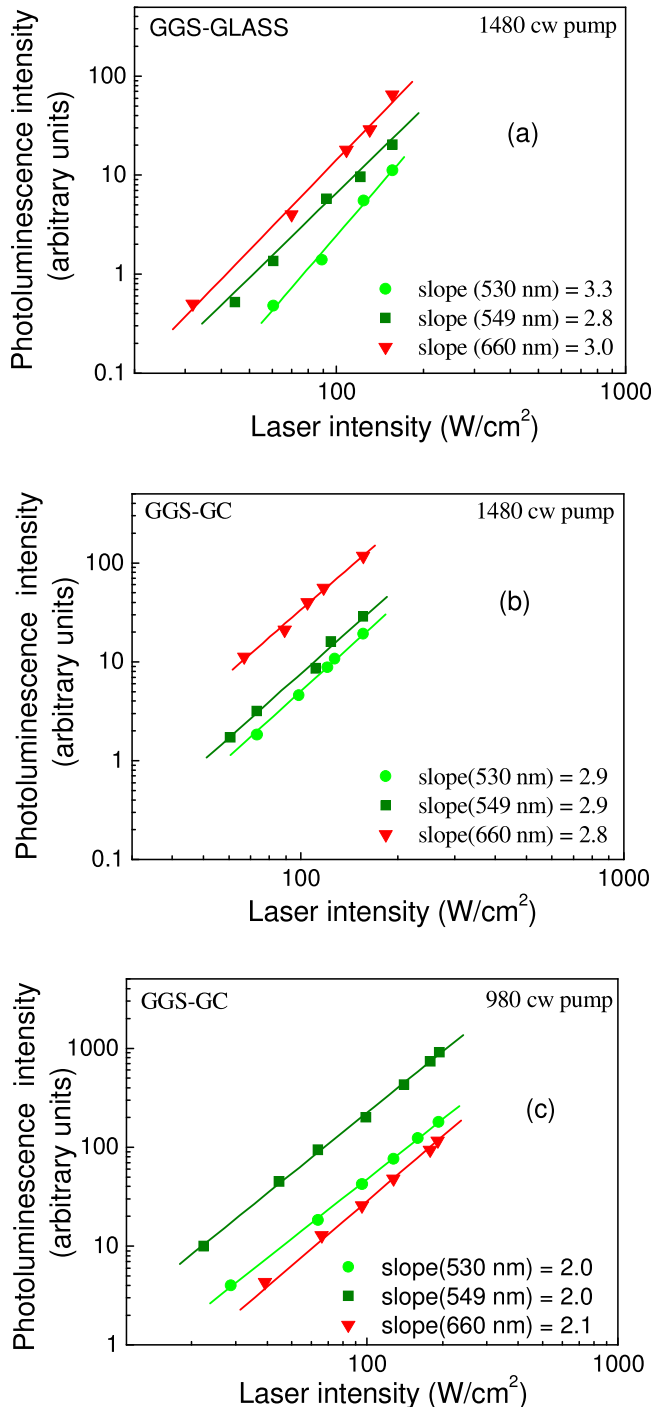 GGS-GLASS
1480 cw pump
(a)
Photoluminescence intensity
(arbitrary units)
100
10
1
0.1
slope (530 nm) = 3.3
slope (549 nm) = 2.8
slope (660 nm) = 3.0
100
1000
Laser intensity (W/cm²)
GGS-GC
1480 cw pump
(b)
Photoluminescence intensity
(arbitrary units)
100
10
1
0.1
slope(530 nm) = 2.9
slope(549 nm) = 2.9
slope(660 nm) = 2.8
100
1000
Laser intensity (W/cm²)
GGS-GC
980 cw pump
(c)
Photoluminescence intensity
(arbitrary units)
1000
100
10
1
slope(530 nm) = 2.0
slope(549 nm) = 2.0
slope(660 nm) = 2.1
100
1000
Laser intensity (W/cm²)